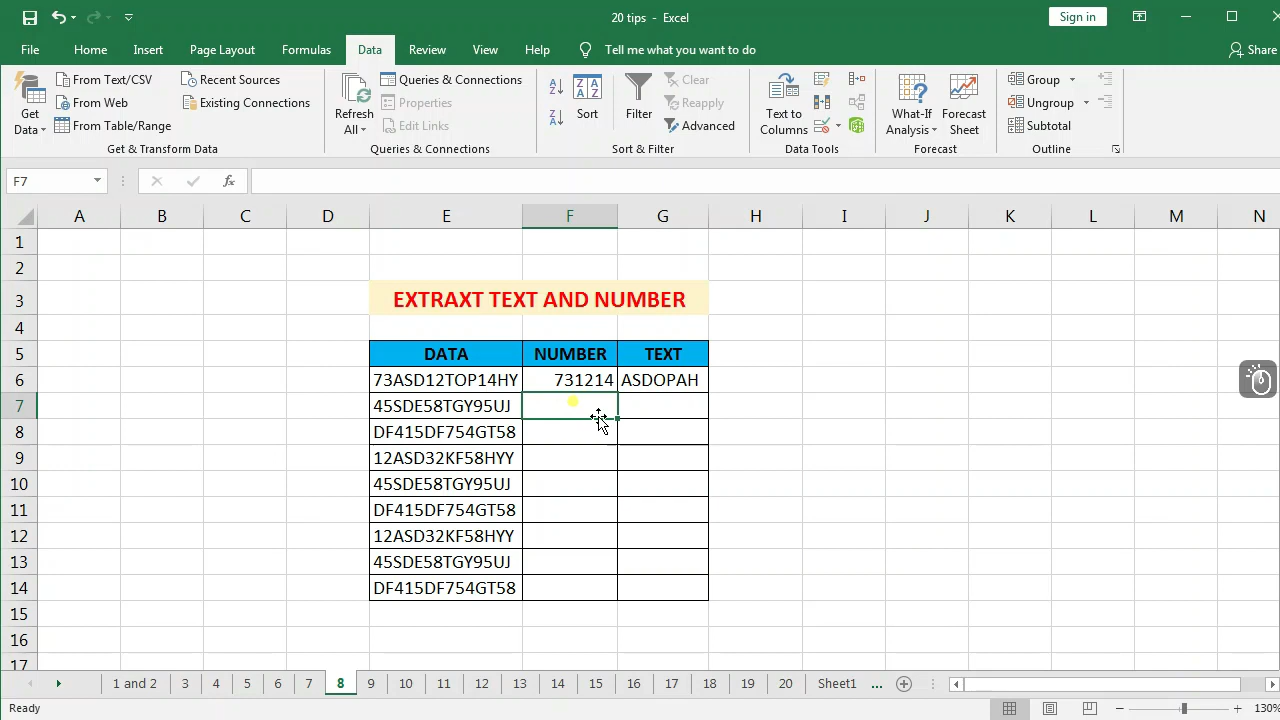 20 tips - Excel
Sign in
File Home Insert Page Layout Formulas Data Review View Help Tell me what you want to do Share
Get Data
From Text/CSV
From Web
From Table/Range
Recent Sources
Existing Connections
Get & Transform Data
Refresh All
Queries & Connections
Properties
Edit Links
Queries & Connections
Sort
Filter
Clear
Reapply
Advanced
Sort & Filter
Text to Columns
Data Tools
What-If Analysis
Forecast Sheet
Forecast
Group
Ungroup
Subtotal
Outline
F7 fx
A B C D E F G H I J K L M N
1
2
3 EXTRAXT TEXT AND NUMBER
4
5 DATA NUMBER TEXT
6 73ASD12TOP14HY 731214 ASDOPAH
7 45SDE58TGY95UJ
8 DF415DF754GT58
9 12ASD32KF58HYY
10 45SDE58TGY95UJ
11 DF415DF754GT58
12 12ASD32KF58HYY
13 45SDE58TGY95UJ
14 DF415DF754GT58
15
16
17
1 and 2 3 4 5 6 7 8 9 10 11 12 13 14 15 16 17 18 19 20 Sheet1 ...
Ready 130%